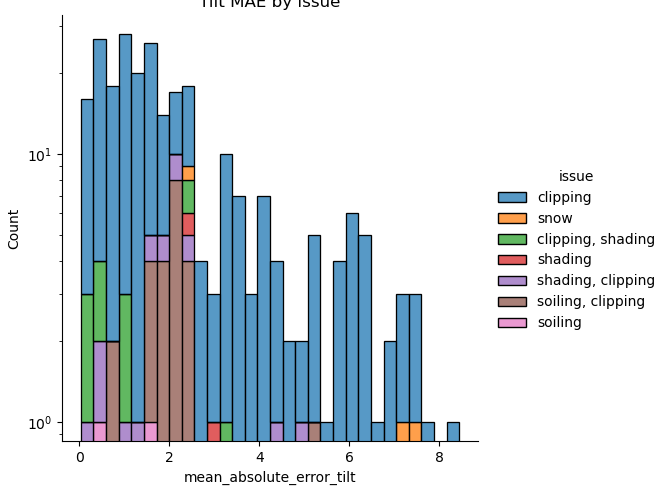 Tilt MAE by issue
Count
10¹
10⁰
0
2
4
6
8
mean_absolute_error_tilt
issue
clipping
snow
clipping, shading
shading
shading, clipping
soiling, clipping
soiling